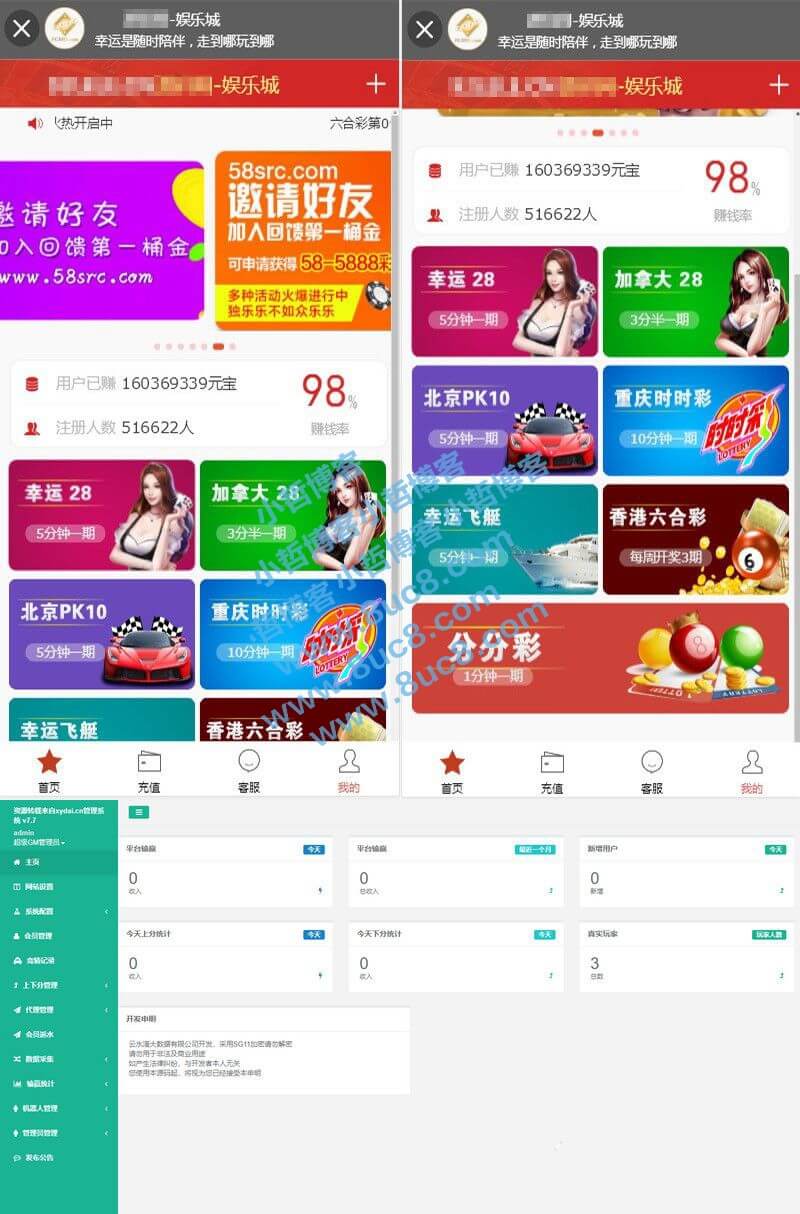 -娱乐城
幸运是随时陪伴，走到哪玩到哪
-娱乐城
火热开启中
六合彩第0
邀请好友
加入回馈第一桶金
www.58src.com
58src.com
邀请好友
加入回馈第一桶金
可申请获得 58-5888彩
多种活动火爆进行中
独乐乐不如众乐乐
用户已赚 160369339元宝
注册人数 516622人
98%
赚钱率
幸运 28
5分钟一期
加拿大 28
3分半一期
北京PK10
5分钟一期
重庆时时彩
10分钟一期
时时采
LOTTERY
幸运飞艇
香港六合彩
首页
充值
客服
我的
-娱乐城
幸运是随时陪伴，走到哪玩到哪
-娱乐城
用户已赚 160369339元宝
注册人数 516622人
98%
赚钱率
幸运 28
5分钟一期
加拿大 28
3分半一期
北京PK10
5分钟一期
重庆时时彩
10分钟一期
时时采
LOTTERY
幸运飞艇
5分钟一期
香港六合彩
每周开奖3期
6
分分彩
1分钟一期
8
首页
充值
客服
我的
小哲博客小哲博客
小哲博客 小哲博客
www.8uc8.com
www.8uc8.com
资源转载来自xydai.cn管理系
统 v7.7
admin
超级GM管理员
主页
网站设置
系统配置
会员管理
竞猜记录
上下分管理
代理管理
会员返水
数据采集
输赢统计
机器人管理
管理员管理
发布公告
平台输赢
今天
0
收入
平台输赢
最近一个月
0
总收入
新增用户
今天
0
新增
今天上分统计
今天
0
收入
今天下分统计
今天
0
收入
真实玩家
玩家人数
3
总数
开发申明
云水漫大数据有限公司开发，采用SG11加密请勿解密
请勿用于非法及商业用途
如产生法律纠纷，与开发者本人无关
您使用本源码起，将视为您已经接受本申明